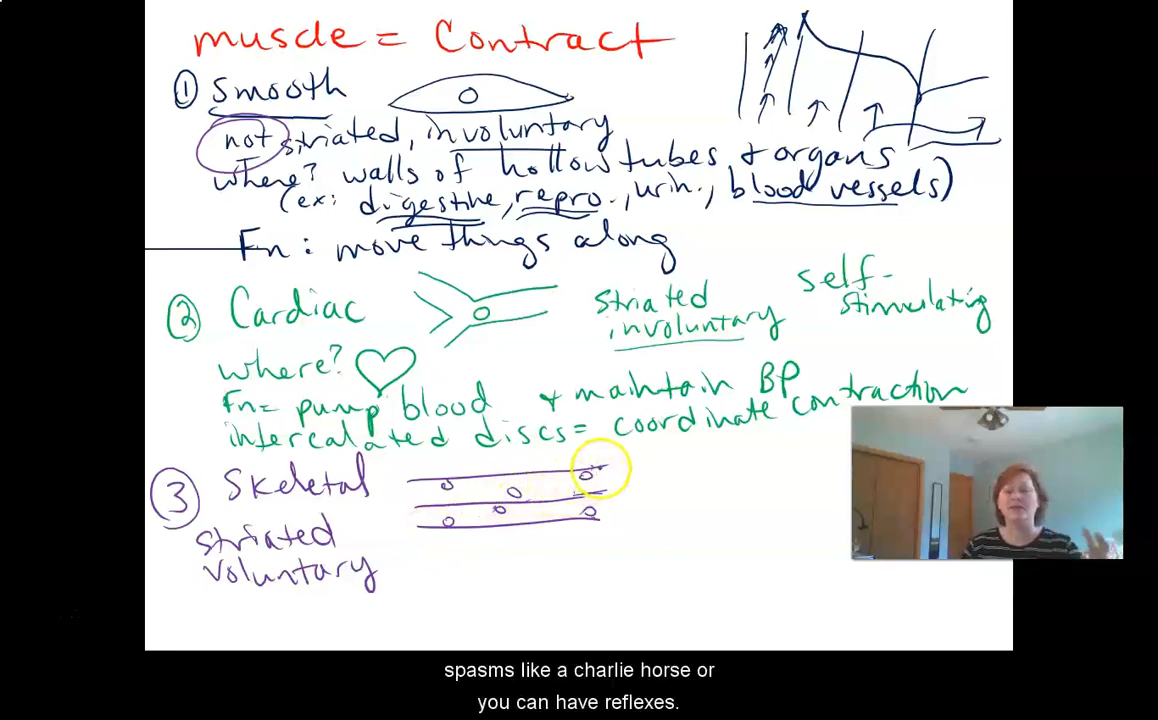 muscle = Contract
① Smooth
not striated, involuntary
where? walls of hollow tubes + organs
(ex: digestive, repro., urin., blood vessels)
Fn: move things along
② Cardiac
striated
involuntary
self-
stimulating
where?
Fn= pump blood + maintain BP
intercalated discs= coordinate contraction
③ Skeletal
striated
voluntary
spasms like a charlie horse or
you can have reflexes.